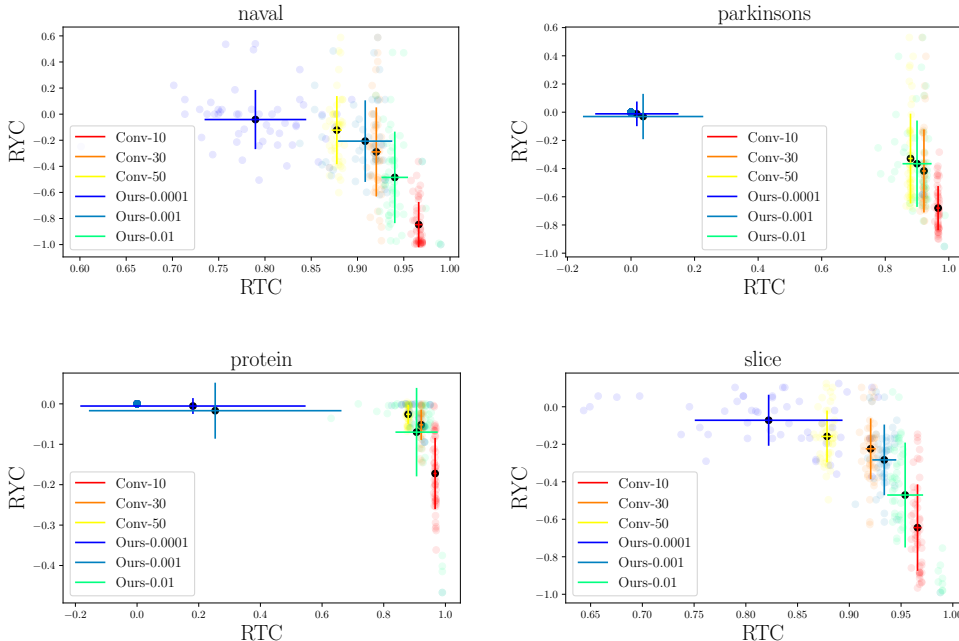 naval
RYC
0.6
0.4
0.2
0.0
−0.2
−0.4
−0.6
−0.8
−1.0
Conv-10
Conv-30
Conv-50
Ours-0.0001
Ours-0.001
Ours-0.01
0.60 0.65 0.70 0.75 0.80 0.85 0.90 0.95 1.00
RTC
parkinsons
RYC
0.6
0.4
0.2
0.0
−0.2
−0.4
−0.6
−0.8
−1.0
Conv-10
Conv-30
Conv-50
Ours-0.0001
Ours-0.001
Ours-0.01
−0.2 0.0 0.2 0.4 0.6 0.8 1.0
RTC
protein
RYC
0.0
−0.1
−0.2
−0.3
−0.4
Conv-10
Conv-30
Conv-50
Ours-0.0001
Ours-0.001
Ours-0.01
−0.2 0.0 0.2 0.4 0.6 0.8 1.0
RTC
slice
RYC
0.2
0.0
−0.2
−0.4
−0.6
−0.8
−1.0
Conv-10
Conv-30
Conv-50
Ours-0.0001
Ours-0.001
Ours-0.01
0.65 0.70 0.75 0.80 0.85 0.90 0.95 1.00
RTC